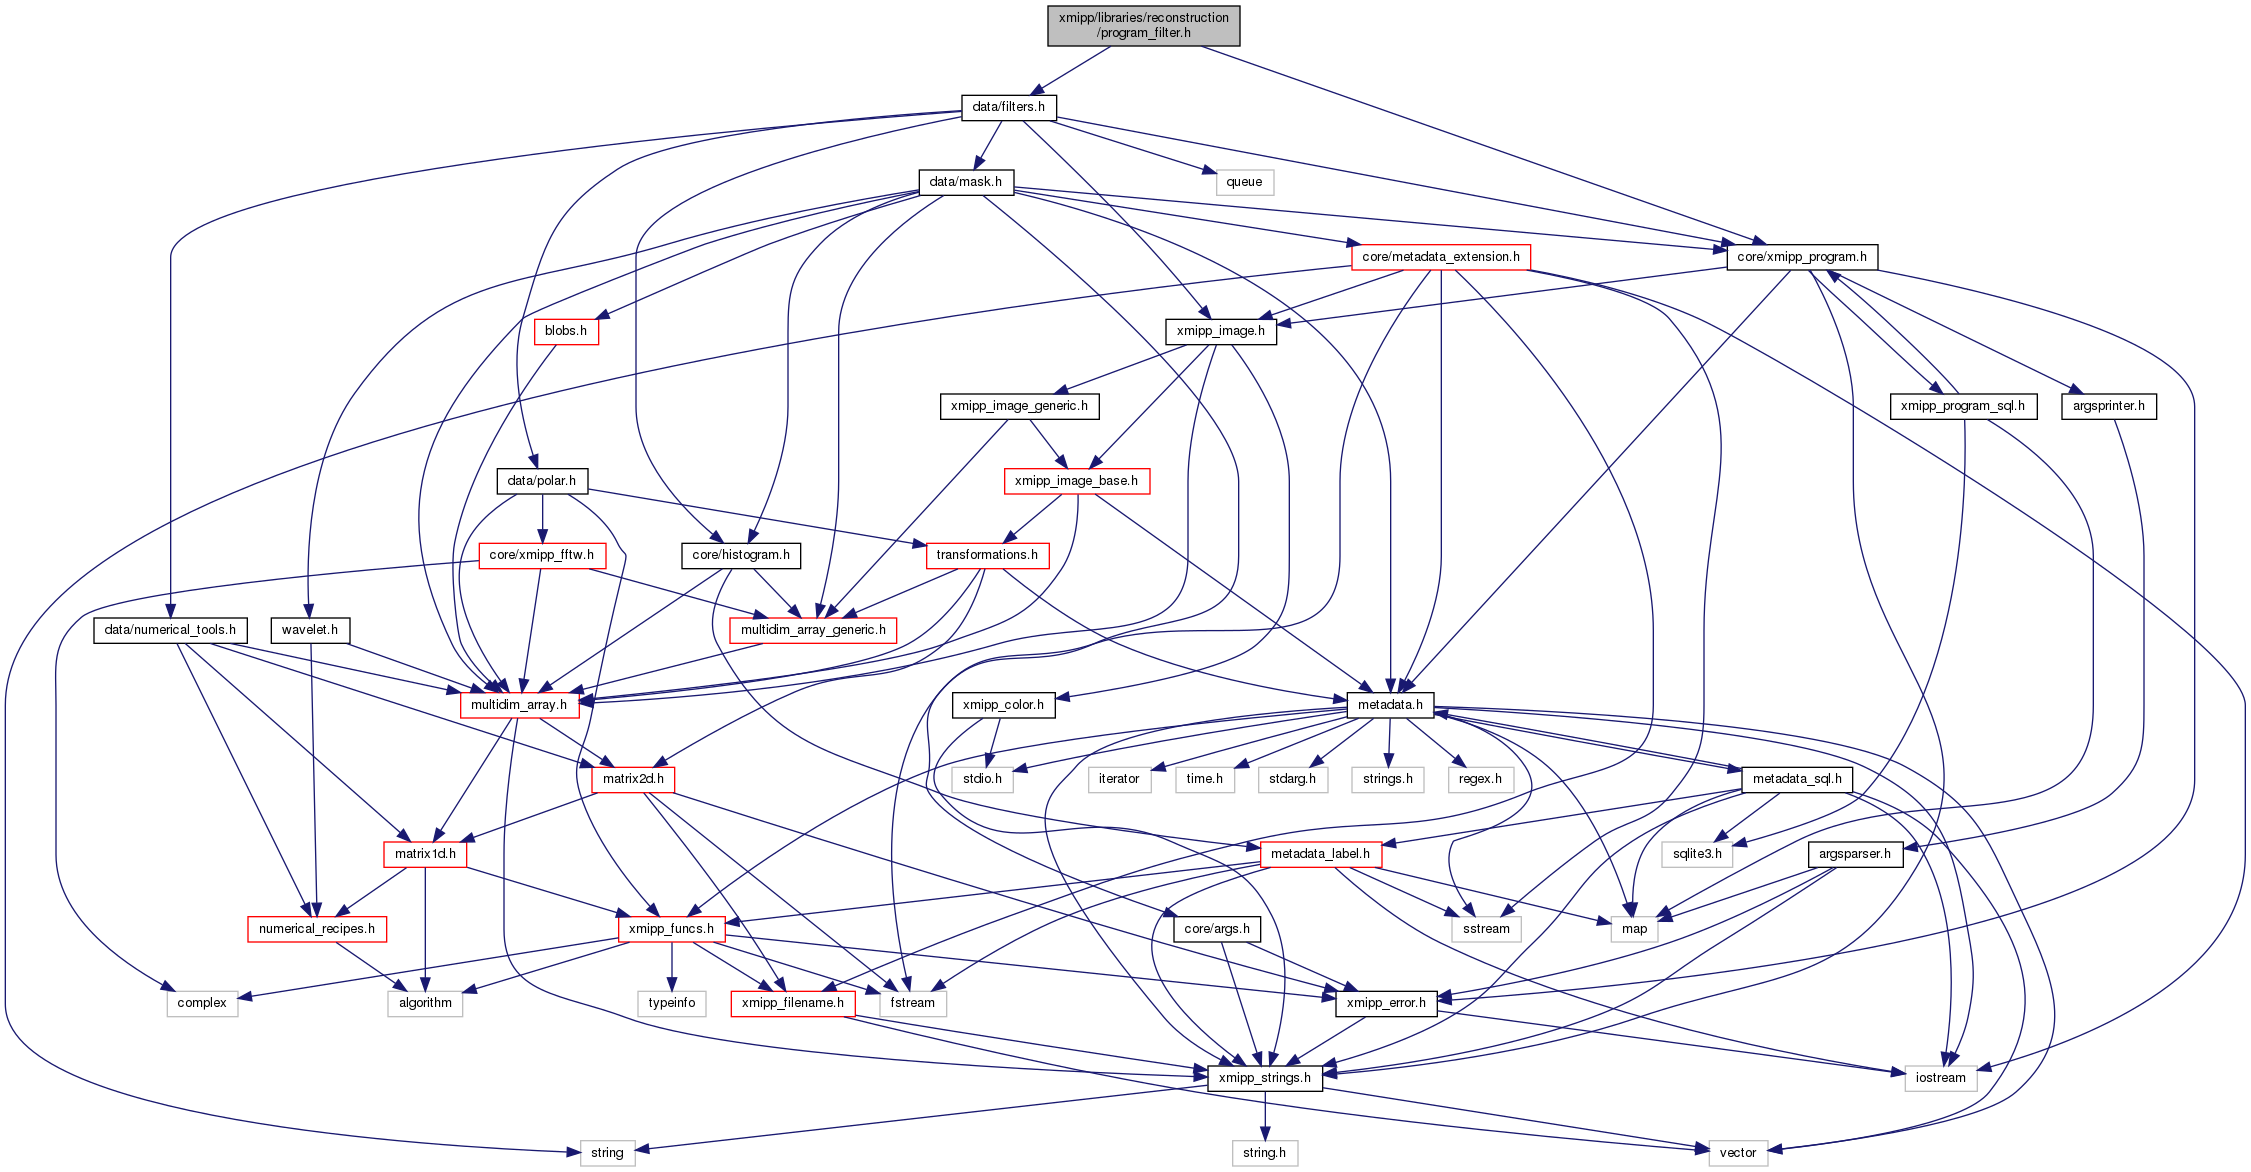 xmipp/libraries/reconstruction
/program_filter.h
data/filters.h
data/mask.h
queue
core/metadata_extension.h
core/xmipp_program.h
blobs.h
xmipp_image.h
xmipp_image_generic.h
xmipp_program_sql.h
argsprinter.h
data/polar.h
xmipp_image_base.h
core/xmipp_fftw.h
core/histogram.h
transformations.h
data/numerical_tools.h
wavelet.h
multidim_array_generic.h
multidim_array.h
xmipp_color.h
metadata.h
matrix2d.h
stdio.h
iterator
time.h
stdarg.h
strings.h
regex.h
metadata_sql.h
matrix1d.h
metadata_label.h
sqlite3.h
argsparser.h
numerical_recipes.h
xmipp_funcs.h
core/args.h
sstream
map
complex
algorithm
typeinfo
xmipp_filename.h
fstream
xmipp_error.h
xmipp_strings.h
iostream
string
string.h
vector